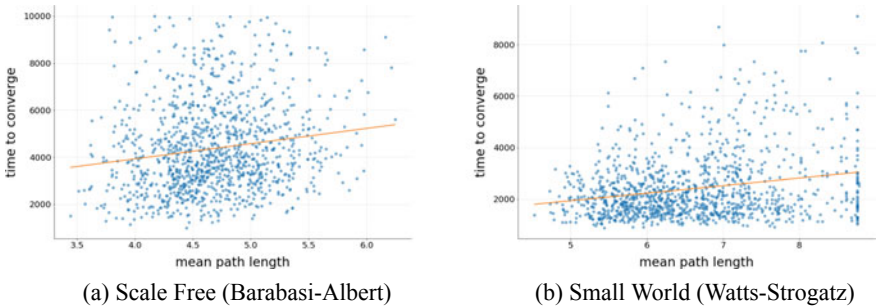 10000
8000
6000
4000
2000
time to converge
3.5 4.0 4.5 5.0 5.5 6.0
mean path length
(a) Scale Free (Barabasi-Albert)
8000
6000
4000
2000
time to converge
5 6 7 8
mean path length
(b) Small World (Watts-Strogatz)